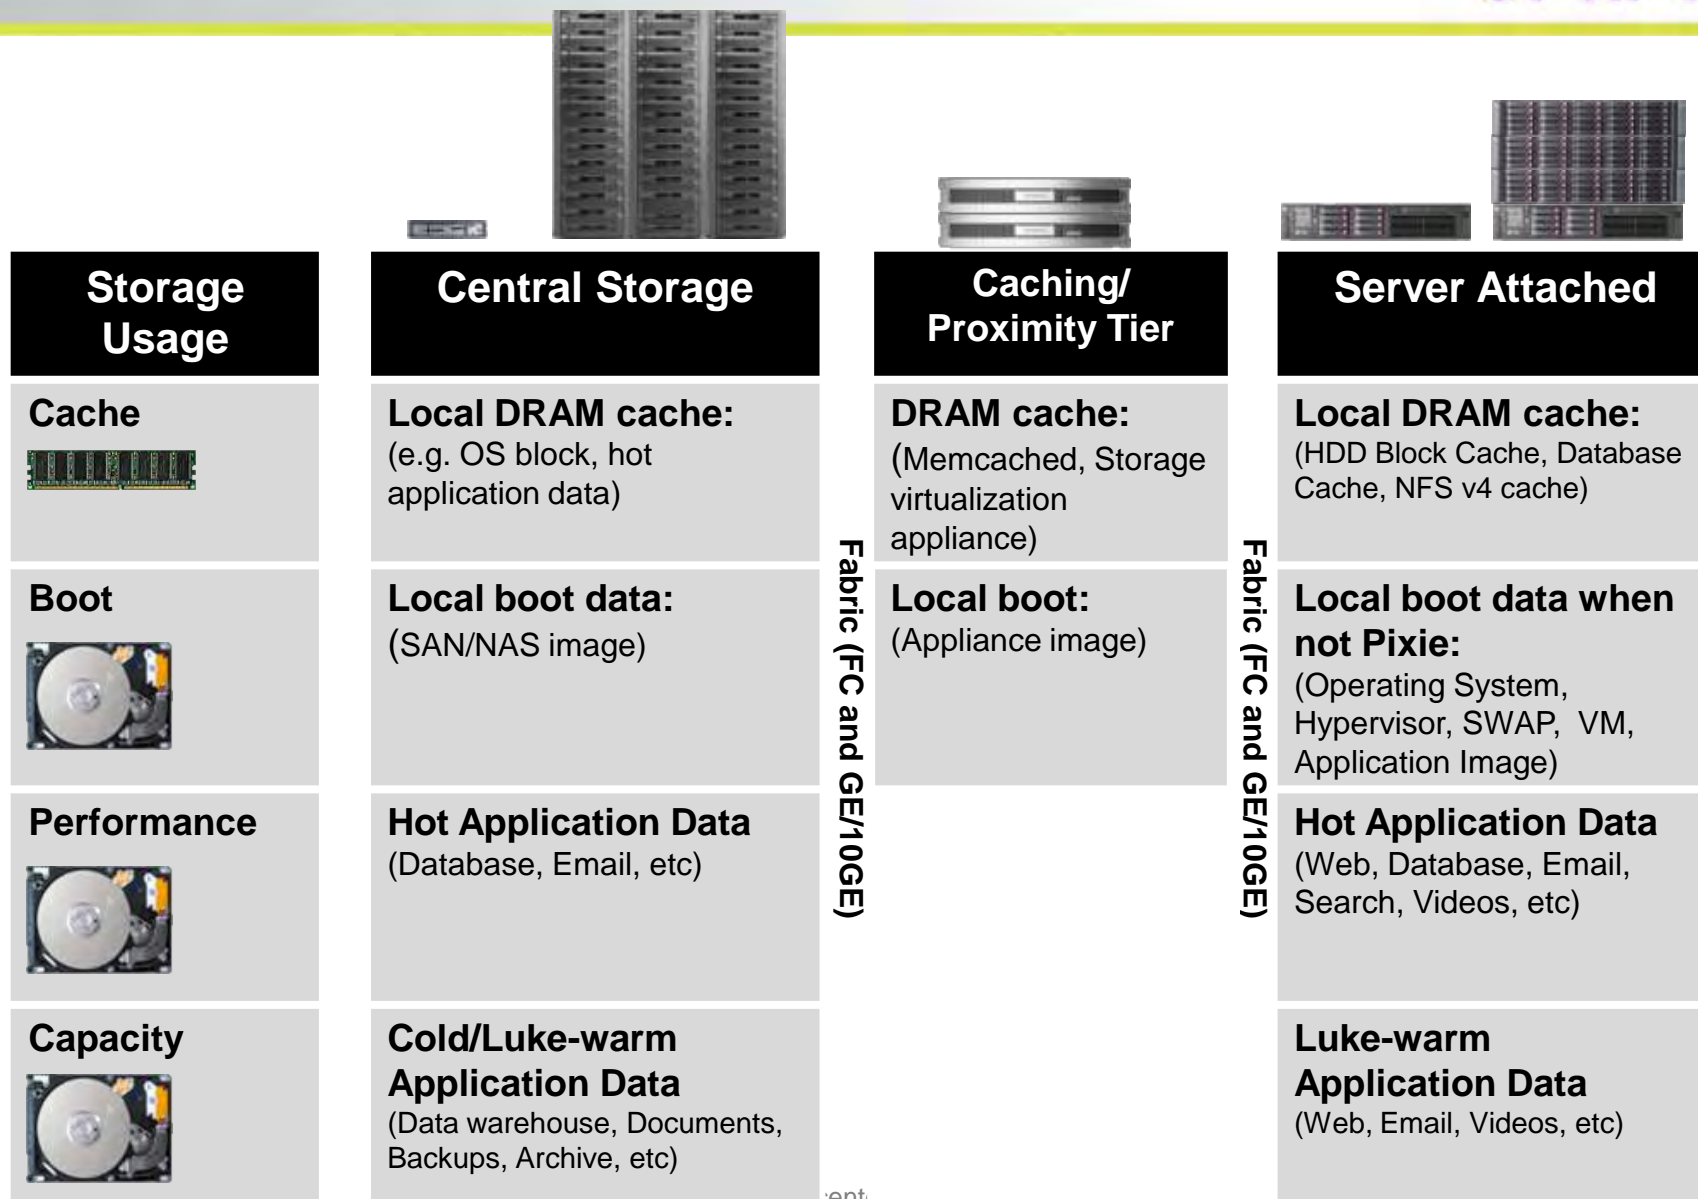 Storage
Usage
Central Storage
Caching/
Proximity Tier
Server Attached
Cache
Local DRAM cache:
(e.g. OS block, hot
application data)
DRAM cache:
(Memcached, Storage
virtualization
appliance)
Local DRAM cache:
(HDD Block Cache, Database
Cache, NFS v4 cache)
Fabric (FC and GE/10GE)
Fabric (FC and GE/10GE)
Boot
Local boot data:
(SAN/NAS image)
Local boot:
(Appliance image)
Local boot data when
not Pixie:
(Operating System,
Hypervisor, SWAP,  VM,
Application Image)
Performance
Hot Application Data
(Database, Email, etc)
Hot Application Data
(Web, Database, Email,
Search, Videos, etc)
Capacity
Cold/Luke-warm
Application Data
(Data warehouse, Documents,
Backups, Archive, etc)
Luke-warm
Application Data
(Web, Email, Videos, etc)